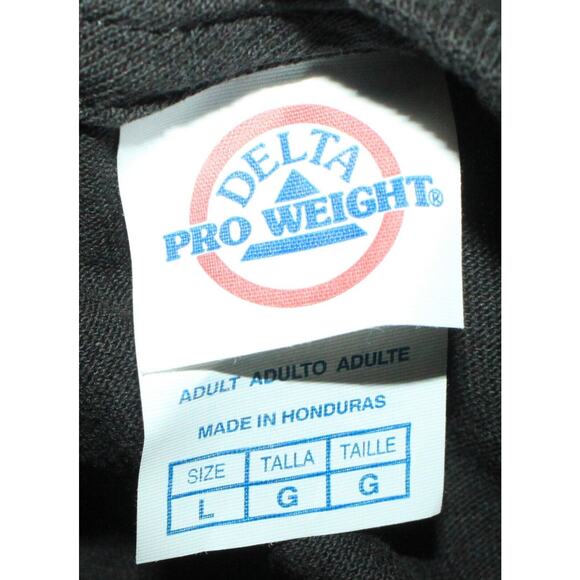 DELTA
PRO WEIGHT®
ADULT ADULTO ADULTE
MADE IN HONDURAS
SIZE TALLA TAILLE
L G G